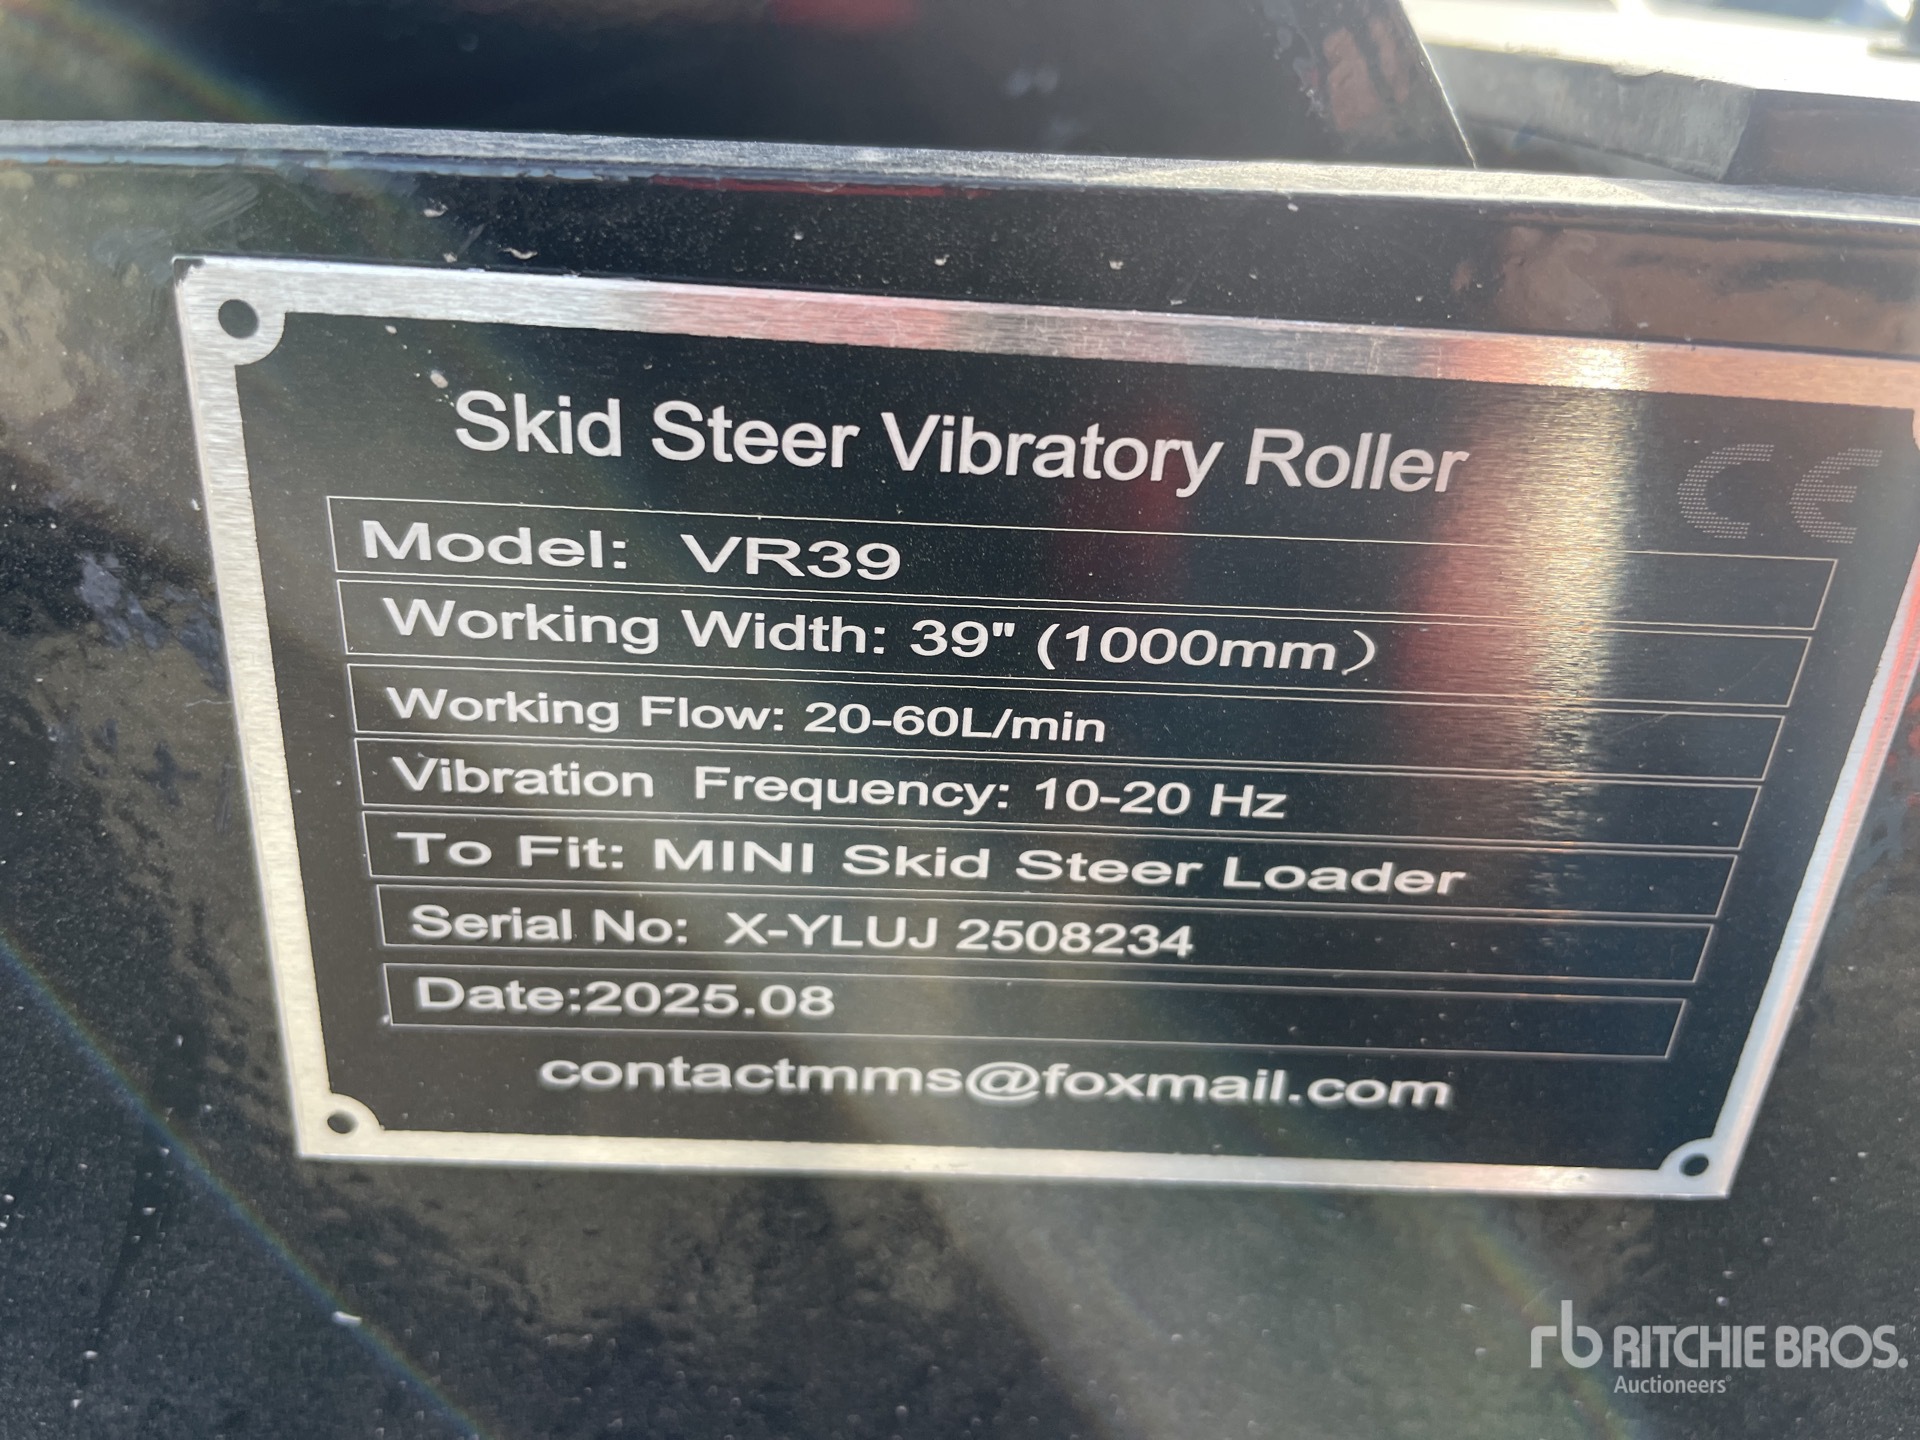 Skid Steer Vibratory Roller
CE
Model: VR39
Working Width: 39" (1000mm）
Working Flow: 20-60L/min
Vibration Frequency: 10-20 Hz
To Fit: MINI Skid Steer Loader
Serial No: X-YLUJ 2508234
Date:2025.08
contactmms@foxmail.com
rb RITCHIE BROS.
Auctioneers